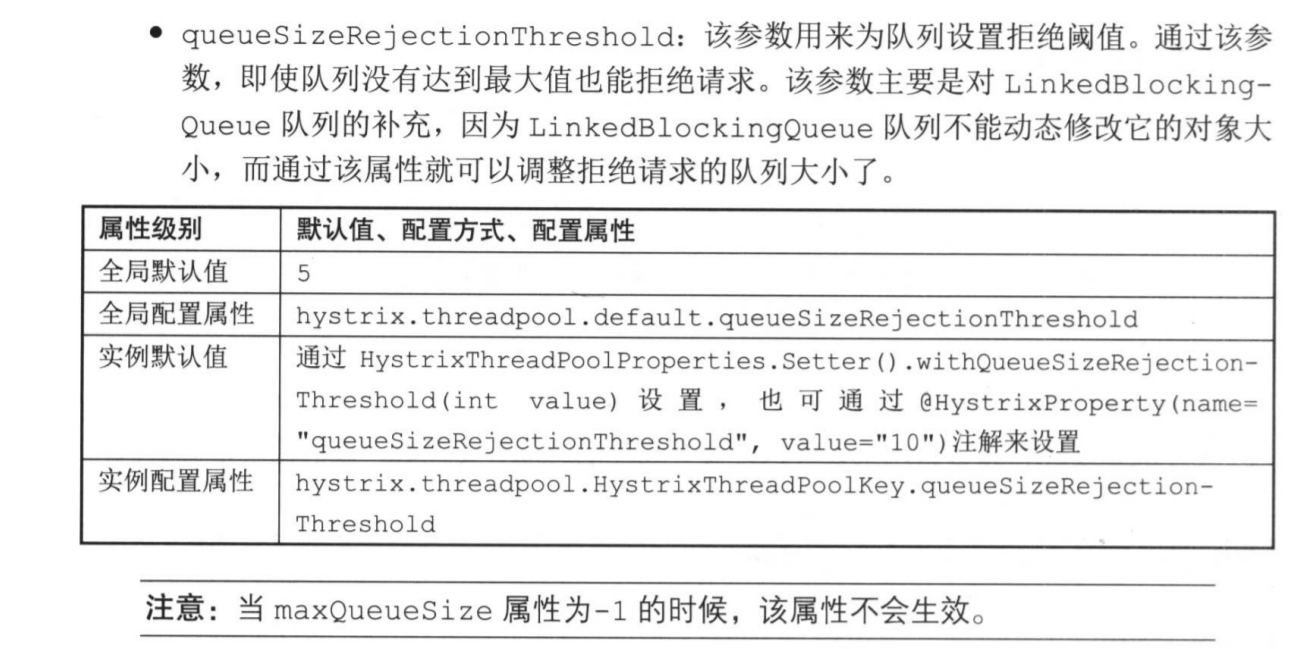 • queueSizeRejectionThreshold：该参数用来为队列设置拒绝阈值。通过该参
数，即使队列没有达到最大值也能拒绝请求。该参数主要是对 LinkedBlocking-
Queue 队列的补充，因为 LinkedBlockingQueue 队列不能动态修改它的对象大
小，而通过该属性就可以调整拒绝请求的队列大小了。
属性级别 默认值、配置方式、配置属性
全局默认值 5
全局配置属性 hystrix.threadpool.default.queueSizeRejectionThreshold
实例默认值 通过 HystrixThreadPoolProperties.Setter().withQueueSizeRejection-
Threshold(int value) 设置，也可通过 @HystrixProperty(name=
"queueSizeRejectionThreshold", value="10")注解来设置
实例配置属性 hystrix.threadpool.HystrixThreadPoolKey.queueSizeRejection-
Threshold
注意：当 maxQueueSize 属性为-1 的时候，该属性不会生效。